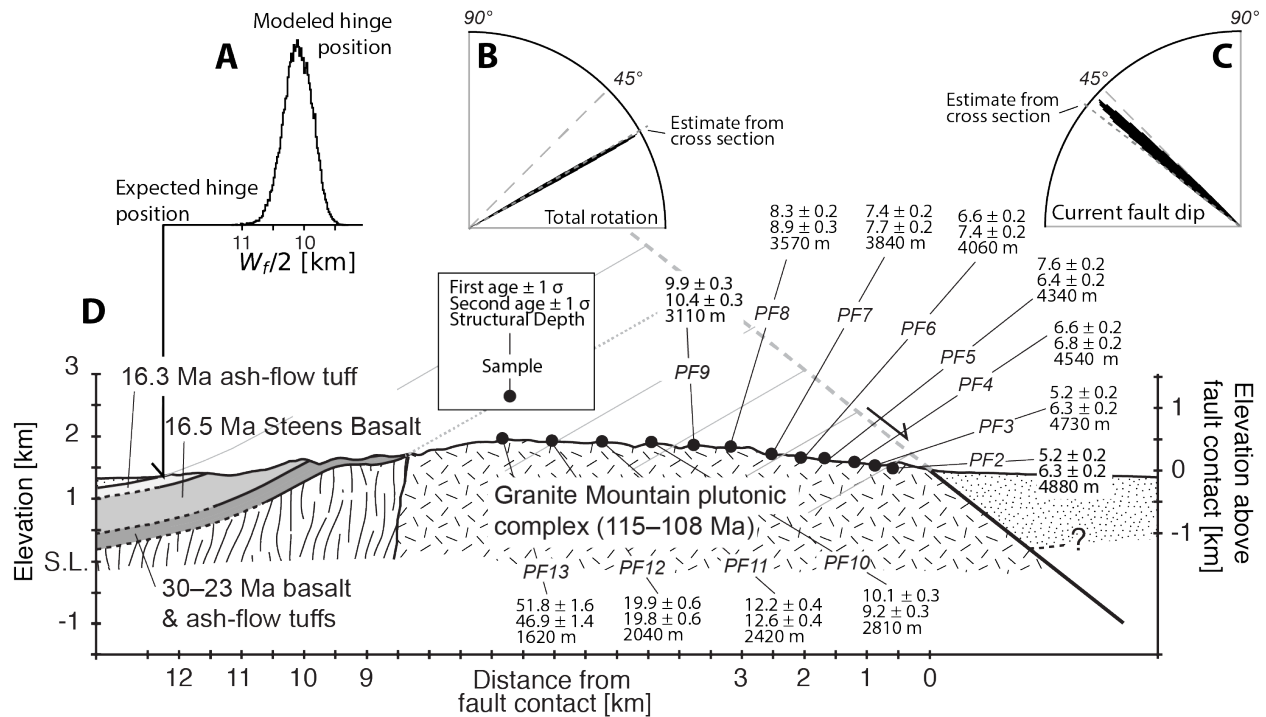 A
Modeled hinge
position
Expected hinge
position
11
10
Wf/2 [km]
90°
B
45°
Estimate from
cross section
Total rotation
90°
C
45°
Estimate from
cross section
Current fault dip
D
First age ± 1 σ
Second age ± 1 σ
Structural Depth
Sample
9.9 ± 0.3
10.4 ± 0.3
3110 m
PF9
8.3 ± 0.2
8.9 ± 0.3
3570 m
PF8
7.4 ± 0.2
7.7 ± 0.2
3840 m
PF7
6.6 ± 0.2
7.4 ± 0.2
4060 m
PF6
7.6 ± 0.2
6.4 ± 0.2
4340 m
PF5
6.6 ± 0.2
6.8 ± 0.2
4540 m
PF4
5.2 ± 0.2
6.3 ± 0.2
4730 m
PF3
5.2 ± 0.2
6.3 ± 0.2
4880 m
PF2
16.3 Ma ash-flow tuff
16.5 Ma Steens Basalt
Granite Mountain plutonic
complex (115–108 Ma)
30–23 Ma basalt
& ash-flow tuffs
?
PF13
51.8 ± 1.6
46.9 ± 1.4
1620 m
PF12
19.9 ± 0.6
19.8 ± 0.6
2040 m
PF11
12.2 ± 0.4
12.6 ± 0.4
2420 m
PF10
10.1 ± 0.3
9.2 ± 0.3
2810 m
Elevation [km]
3
2
1
S.L.
-1
Elevation above
fault contact [km]
1
0
-1
12
11
10
9
3
2
1
0
Distance from
fault contact [km]